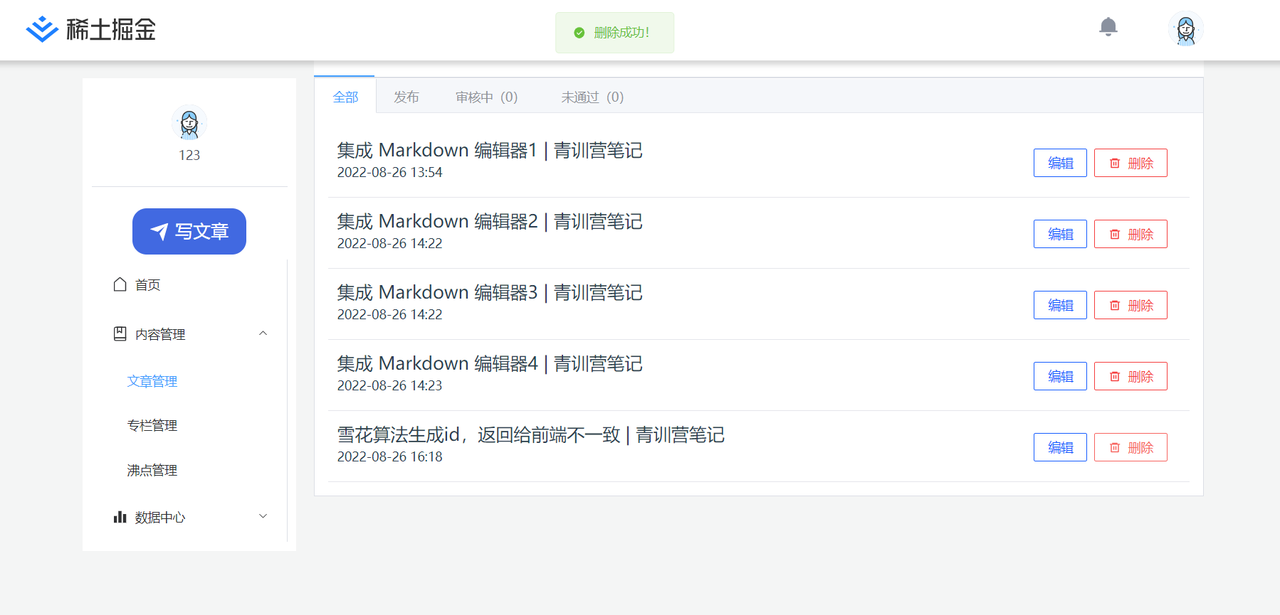 稀土掘金
删除成功!
123
写文章
首页
内容管理
文章管理
专栏管理
沸点管理
数据中心
全部 发布 审核中（0） 未通过（0）
集成 Markdown 编辑器1 | 青训营笔记
2022-08-26 13:54
编辑 删除
集成 Markdown 编辑器2 | 青训营笔记
2022-08-26 14:22
编辑 删除
集成 Markdown 编辑器3 | 青训营笔记
2022-08-26 14:22
编辑 删除
集成 Markdown 编辑器4 | 青训营笔记
2022-08-26 14:23
编辑 删除
雪花算法生成id，返回给前端不一致 | 青训营笔记
2022-08-26 16:18
编辑 删除